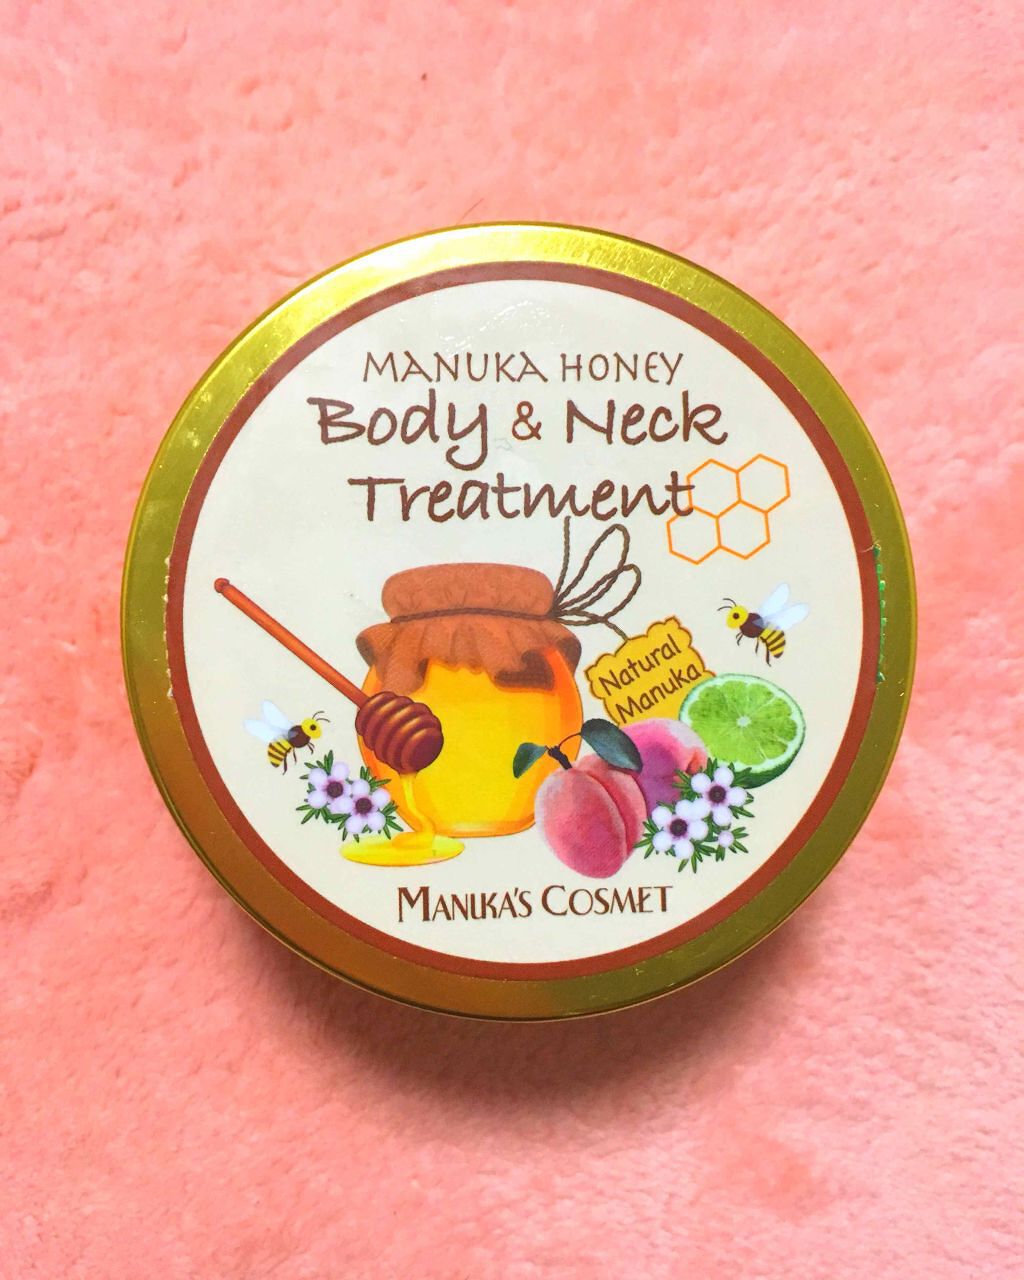 MANUKA HONEY
Body & Neck
Treatment
Natural
Manuka
MANUKA'S COSMET